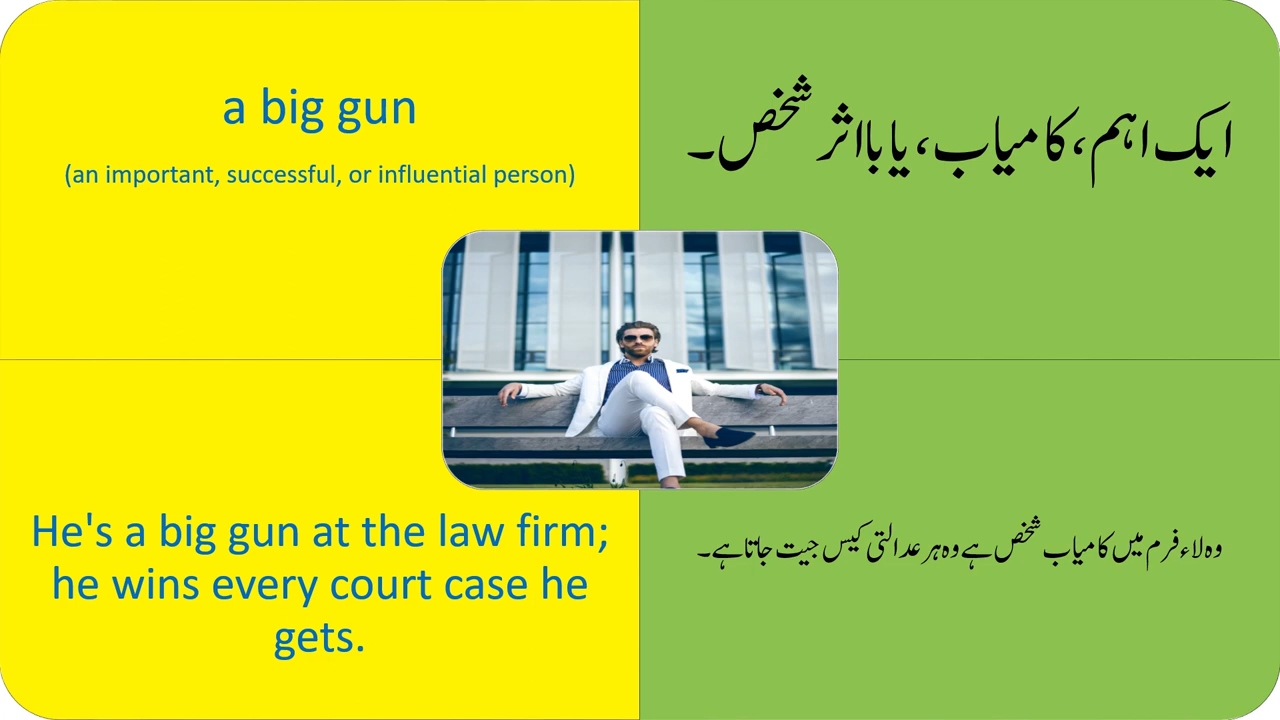 a big gun
(an important, successful, or influential person)
ایک اہم، کامیاب، یا بااثر شخص۔
He's a big gun at the law firm;
he wins every court case he
gets.
وہ لاء فرم میں کامیاب شخص ہے وہ ہر عدالتی کیس جیت جاتا ہے۔